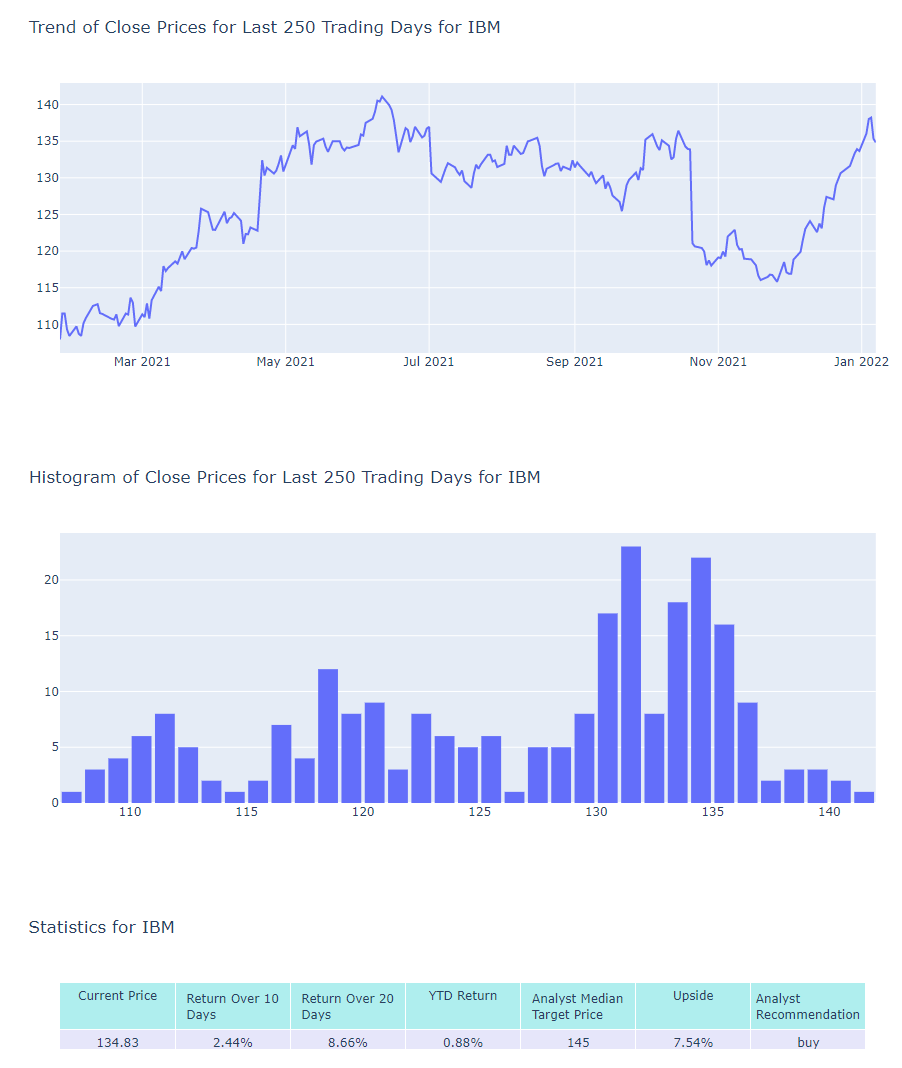 Trend of Close Prices for Last 250 Trading Days for IBM
140
135
130
125
120
115
110
Mar 2021 May 2021 Jul 2021 Sep 2021 Nov 2021 Jan 2022
Histogram of Close Prices for Last 250 Trading Days for IBM
20
15
10
5
0
110 115 120 125 130 135 140
Statistics for IBM
Current Price
Return Over 10
Days
Return Over 20
Days
YTD Return
Analyst Median
Target Price
Upside
Analyst
Recommendation
134.83 2.44% 8.66% 0.88% 145 7.54% buy